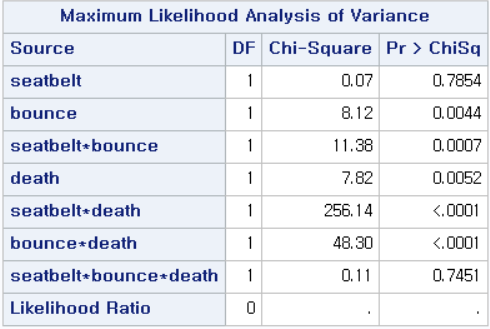 Maximum Likelihood Analysis of Variance
Source DF Chi-Square Pr > ChiSq
seatbelt 1 0.07 0.7854
bounce 1 8.12 0.0044
seatbelt*bounce 1 11.38 0.0007
death 1 7.82 0.0052
seatbelt*death 1 256.14 <.0001
bounce*death 1 48.30 <.0001
seatbelt*bounce*death 1 0.11 0.7451
Likelihood Ratio 0 . .